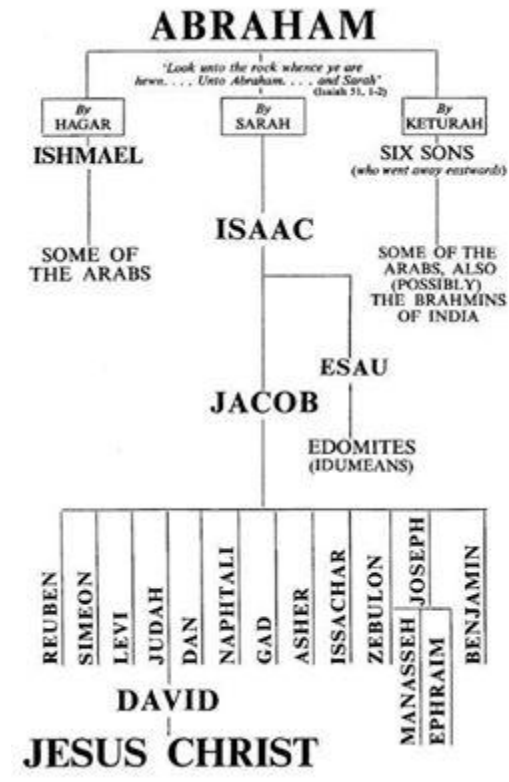 ABRAHAM
'Look unto the rock whence ye are
hewn. . . . Unto Abraham. . . . and Sarah'
(Isaiah 51, 1-2)
By
HAGAR
By
SARAH
By
KETURAH
ISHMAEL
SIX SONS
(who went away eastwards)
ISAAC
SOME OF
THE ARABS
SOME OF THE
ARABS, ALSO
(POSSIBLY)
THE BRAHMINS
OF INDIA
ESAU
JACOB
EDOMITES
(IDUMEANS)
REUBEN
SIMEON
LEVI
JUDAH
DAN
NAPHTALI
GAD
ASHER
ISSACHAR
ZEBULON
JOSEPH
MANASSEH
EPHRAIM
BENJAMIN
DAVID
JESUS CHRIST